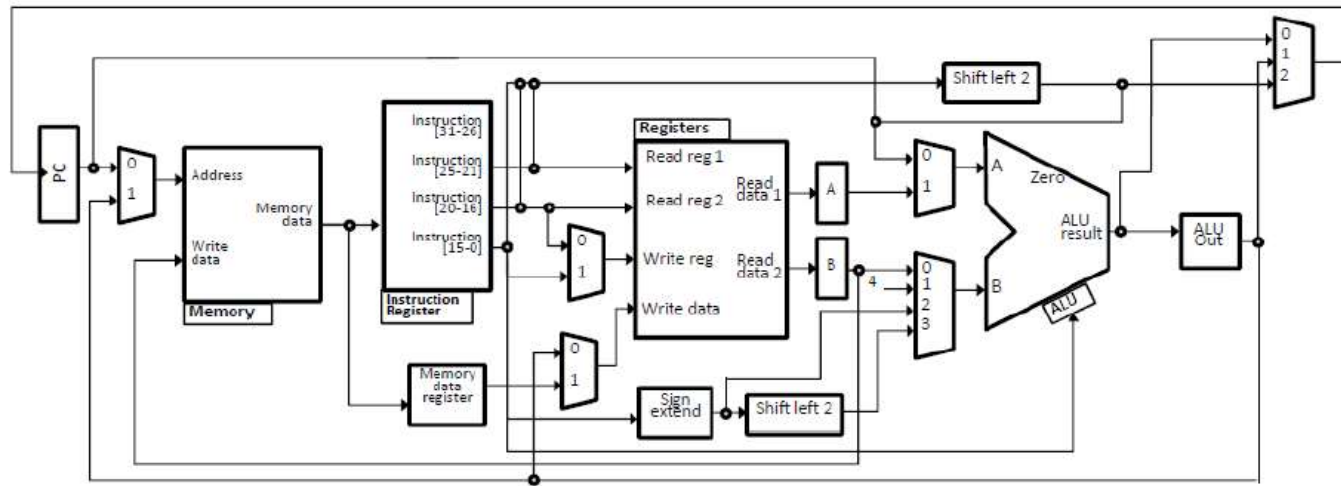 PC
0
1
Address
Memory
data
Write
data
Memory
Instruction
[31-26]
Instruction
[25-21]
Instruction
[20-16]
Instruction
[15-0]
Instruction
Register
Memory
data
register
0
1
0
1
Registers
Read reg 1
Read
data 1
Read reg 2
Write reg
Read
data 2
Write data
Sign
extend
Shift left 2
Shift left 2
A
B
4
0
1
0
1
2
3
A
Zero
ALU
result
B
ALU
ALU
Out
0
1
2